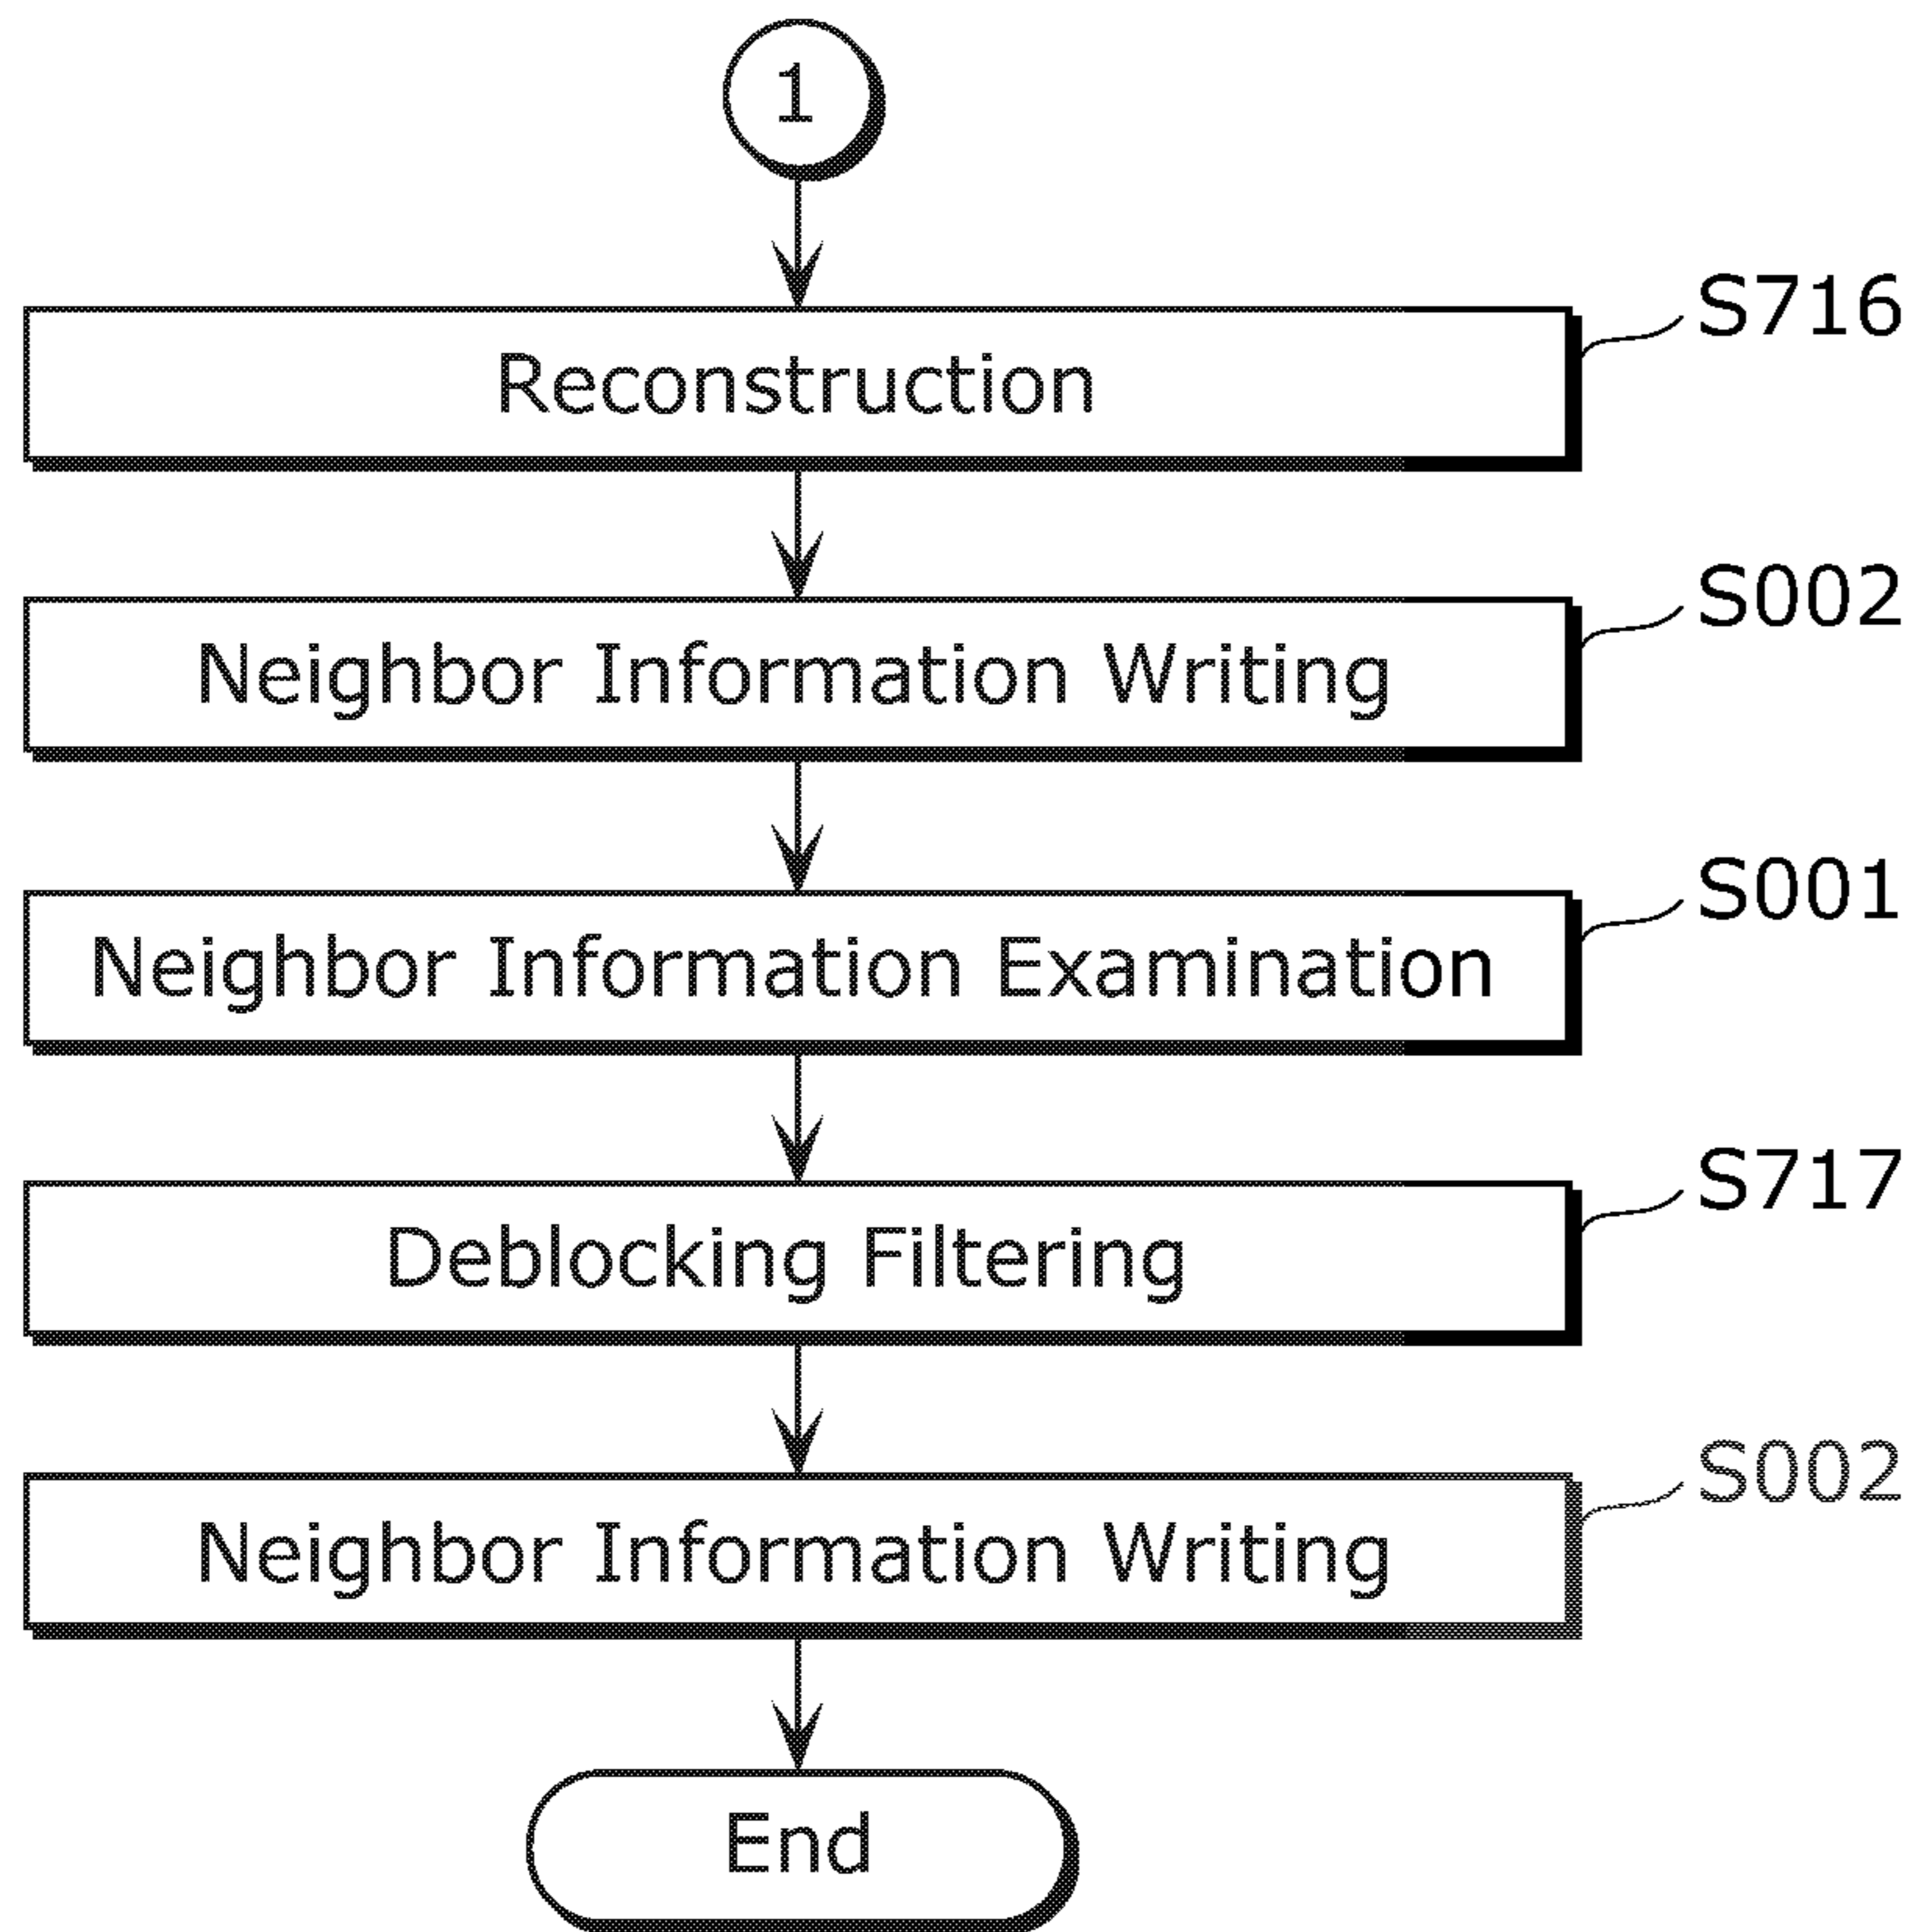 1
Reconstruction
S716
Neighbor Information Writing
S002
Neighbor Information Examination
S001
Deblocking Filtering
S717
Neighbor Information Writing
S002
End